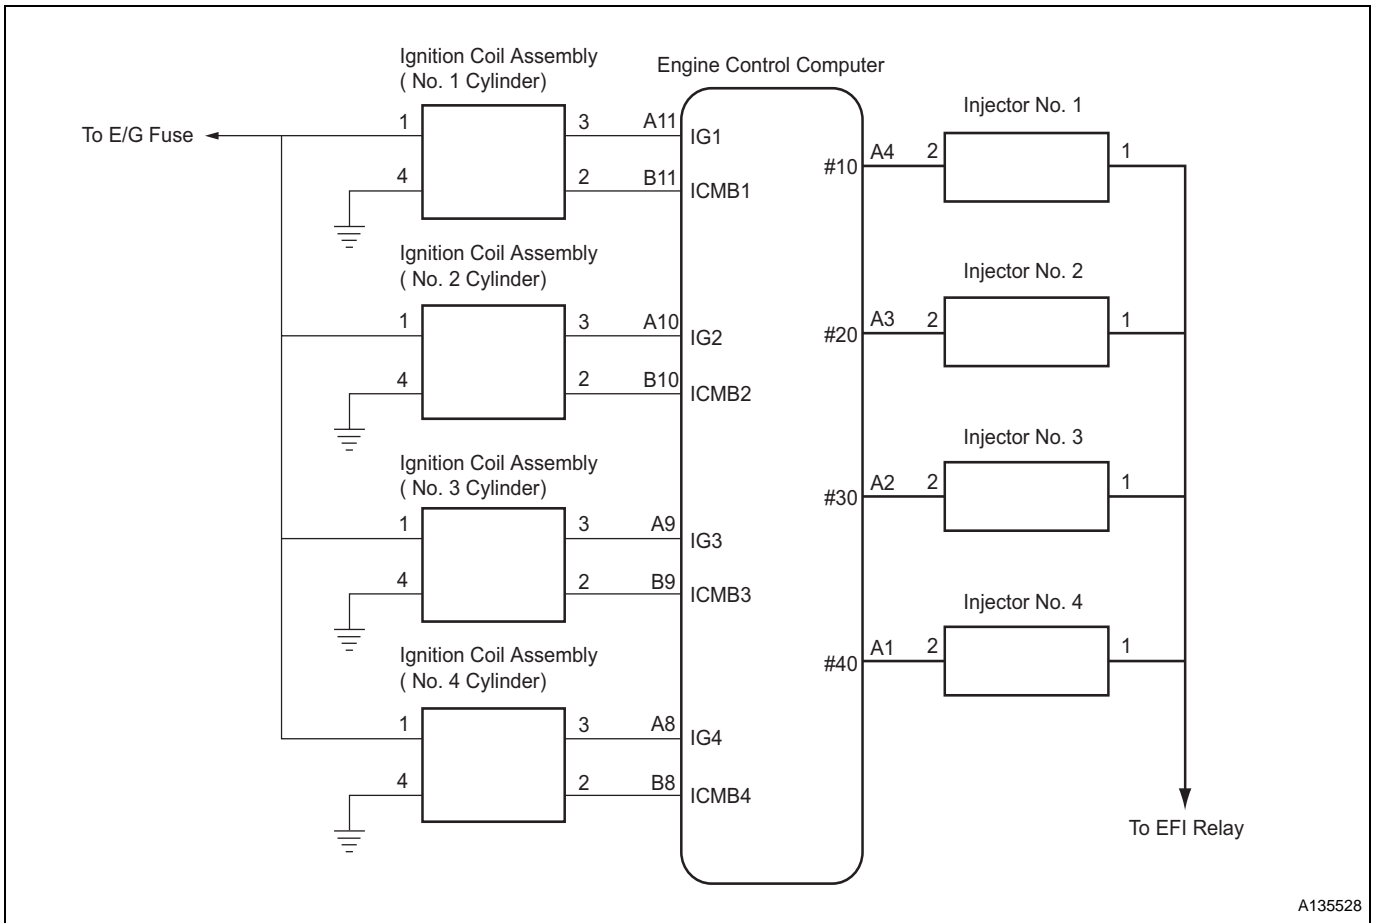 Ignition Coil Assembly
( No. 1 Cylinder)
Engine Control Computer
Injector No. 1
To E/G Fuse
1
3
A11
IG1
4
2
B11
ICMB1
#10
A4
2
1
Ignition Coil Assembly
( No. 2 Cylinder)
Injector No. 2
1
3
A10
IG2
4
2
B10
ICMB2
#20
A3
2
1
Ignition Coil Assembly
( No. 3 Cylinder)
Injector No. 3
1
3
A9
IG3
4
2
B9
ICMB3
#30
A2
2
1
Ignition Coil Assembly
( No. 4 Cylinder)
Injector No. 4
1
3
A8
IG4
4
2
B8
ICMB4
#40
A1
2
1
To EFI Relay
A135528